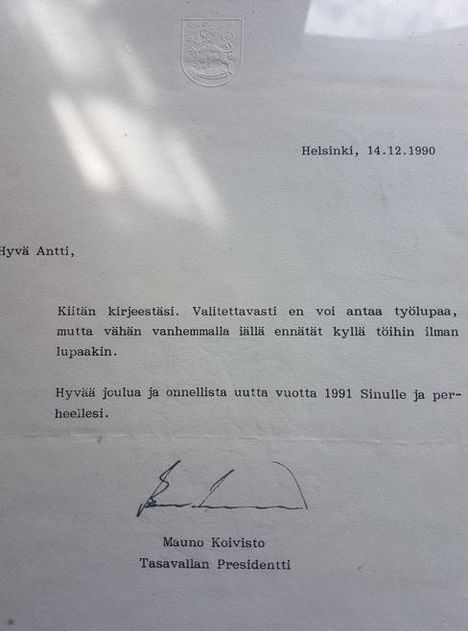 Helsinki, 14.12.1990
Hyvä Antti,
Kiitän kirjeestäsi. Valitettavasti en voi antaa työlupaa,
mutta vähän vanhemmalla iällä ennätät kyllä töihin ilman
lupaakin.
Hyvää joulua ja onnellista uutta vuotta 1991 Sinulle ja per-
heellesi.
Mauno Koivisto
Tasavallan Presidentti